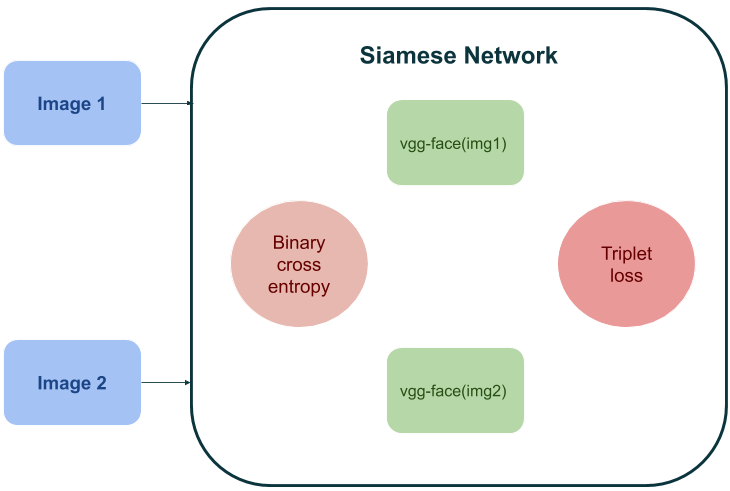 Siamese Network
Image 1
vgg-face(img1)
Binary
cross
entropy
Triplet
loss
Image 2
vgg-face(img2)